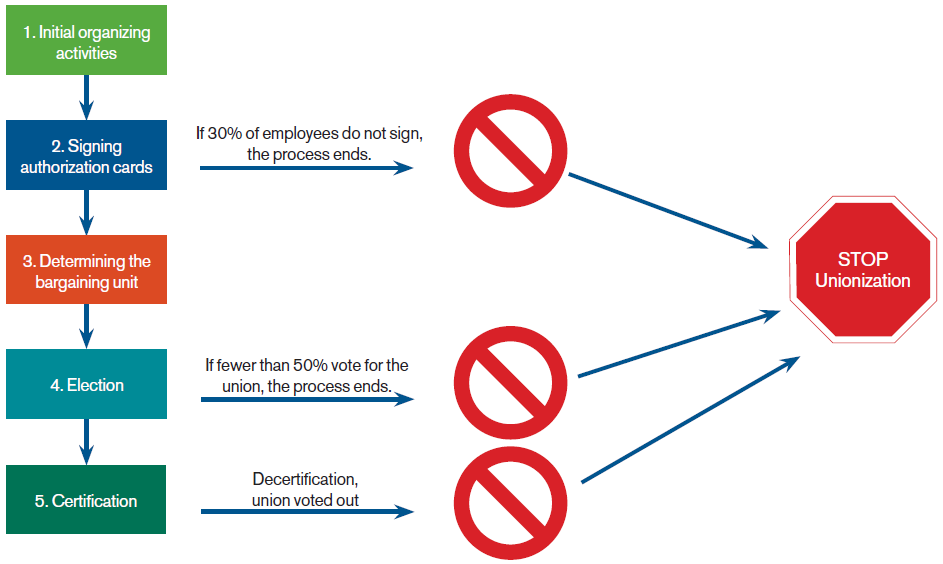 1. Initial organizing
activities
2. Signing
authorization cards
If 30% of employees do not sign,
the process ends.
3. Determining the
bargaining unit
STOP
Unionization
4. Election
If fewer than 50% vote for the
union, the process ends.
5. Certification
Decertification,
union voted out